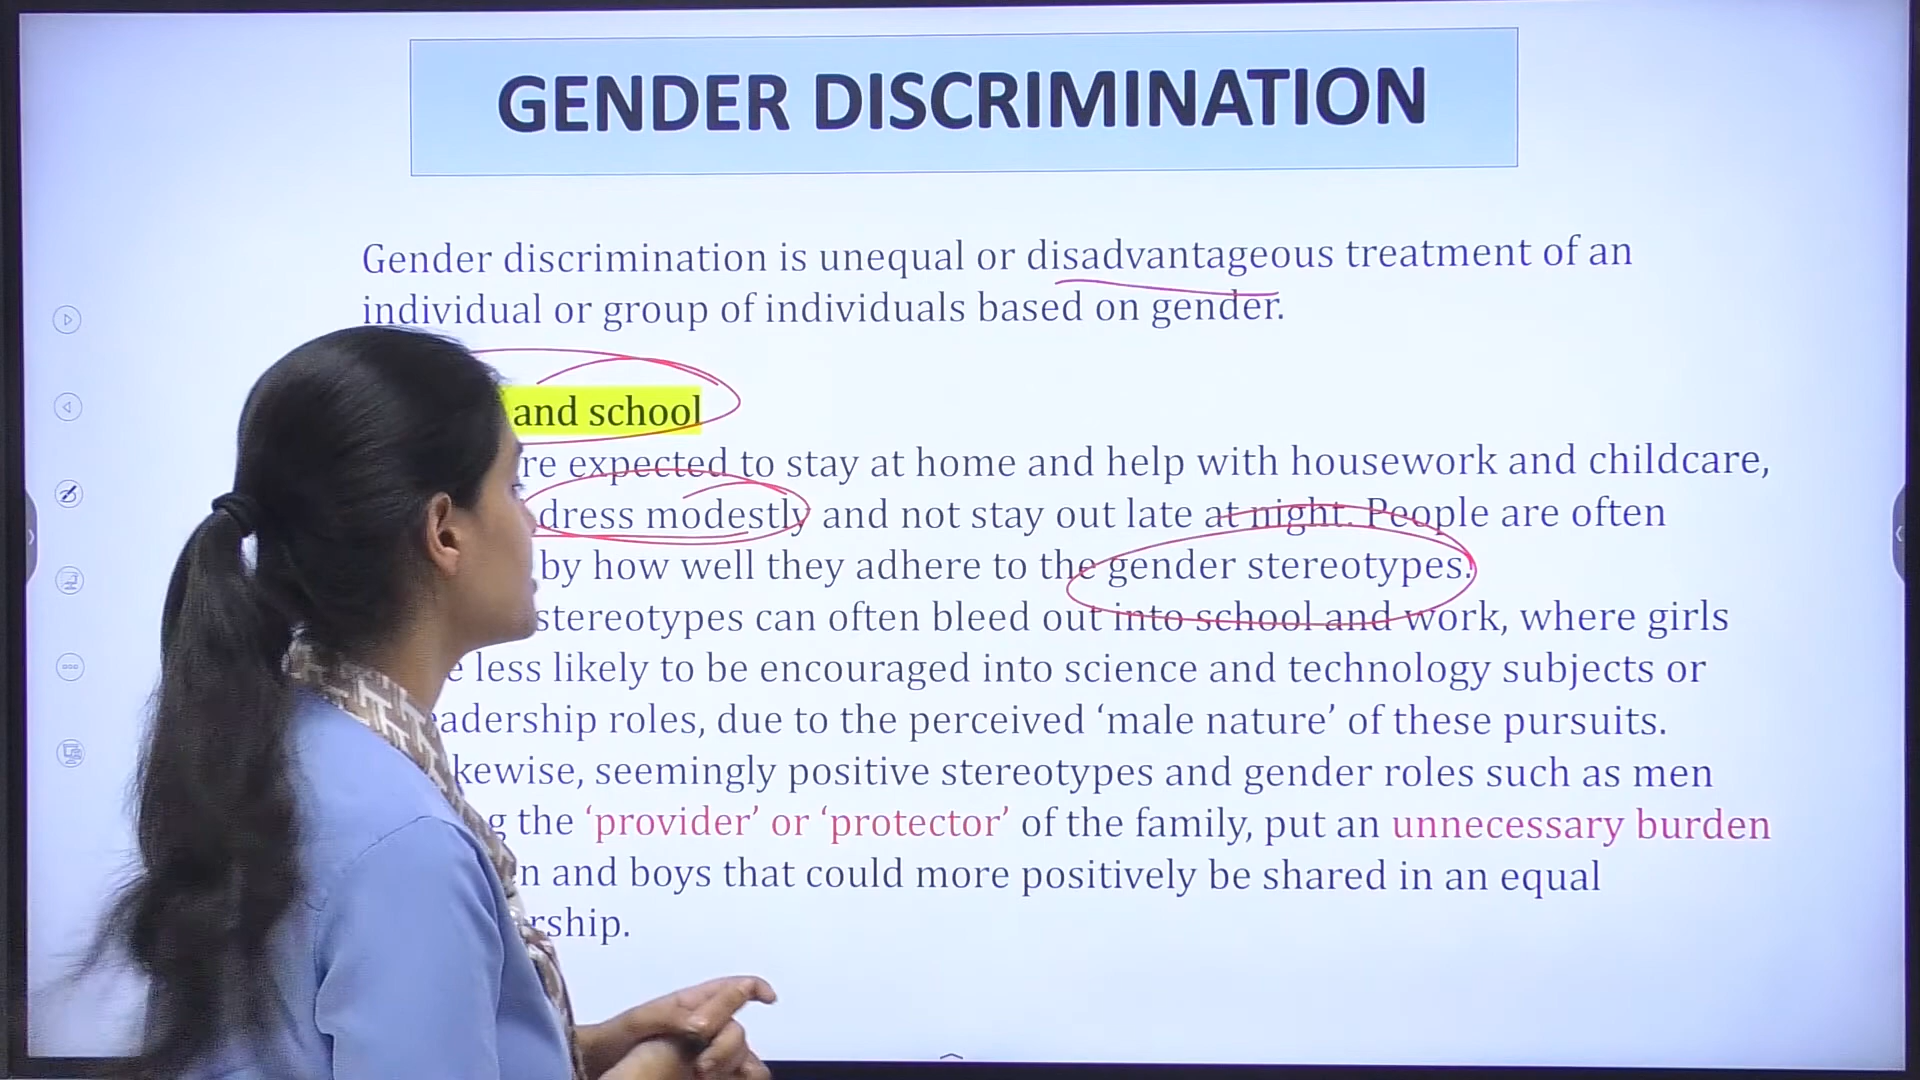 GENDER DISCRIMINATION
Gender discrimination is unequal or disadvantageous treatment of an
individual or group of individuals based on gender.
and school
expected to stay at home and help with housework and childcare,
dress modestly and not stay out late at night. People are often
by how well they adhere to the gender stereotypes.
stereotypes can often bleed out into school and work, where girls
less likely to be encouraged into science and technology subjects or
roles, due to the perceived ‘male nature’ of these pursuits.
seemingly positive stereotypes and gender roles such as men
the ‘provider’ or ‘protector’ of the family, put an unnecessary burden
and boys that could more positively be shared in an equal